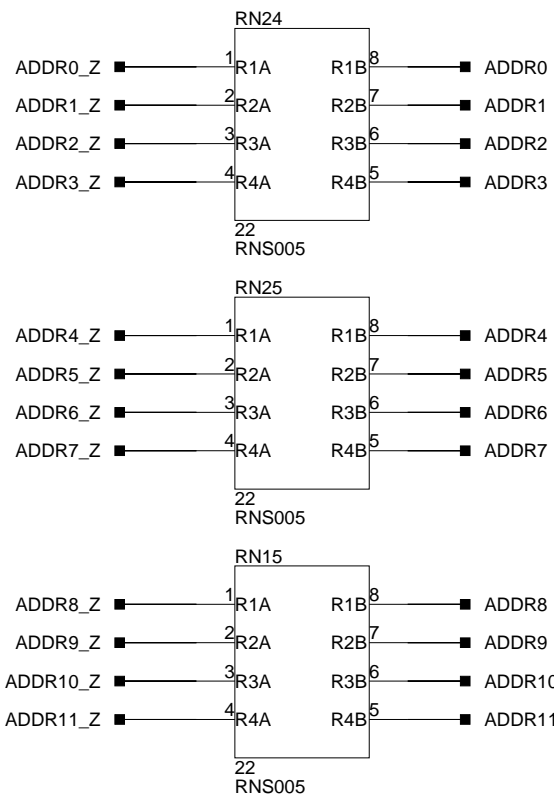 RN24
ADDR0_Z 1 R1A R1B 8 ADDR0
ADDR1_Z 2 R2A R2B 7 ADDR1
ADDR2_Z 3 R3A R3B 6 ADDR2
ADDR3_Z 4 R4A R4B 5 ADDR3
22
RNS005
RN25
ADDR4_Z 1 R1A R1B 8 ADDR4
ADDR5_Z 2 R2A R2B 7 ADDR5
ADDR6_Z 3 R3A R3B 6 ADDR6
ADDR7_Z 4 R4A R4B 5 ADDR7
22
RNS005
RN15
ADDR8_Z 1 R1A R1B 8 ADDR8
ADDR9_Z 2 R2A R2B 7 ADDR9
ADDR10_Z 3 R3A R3B 6 ADDR10
ADDR11_Z 4 R4A R4B 5 ADDR11
22
RNS005